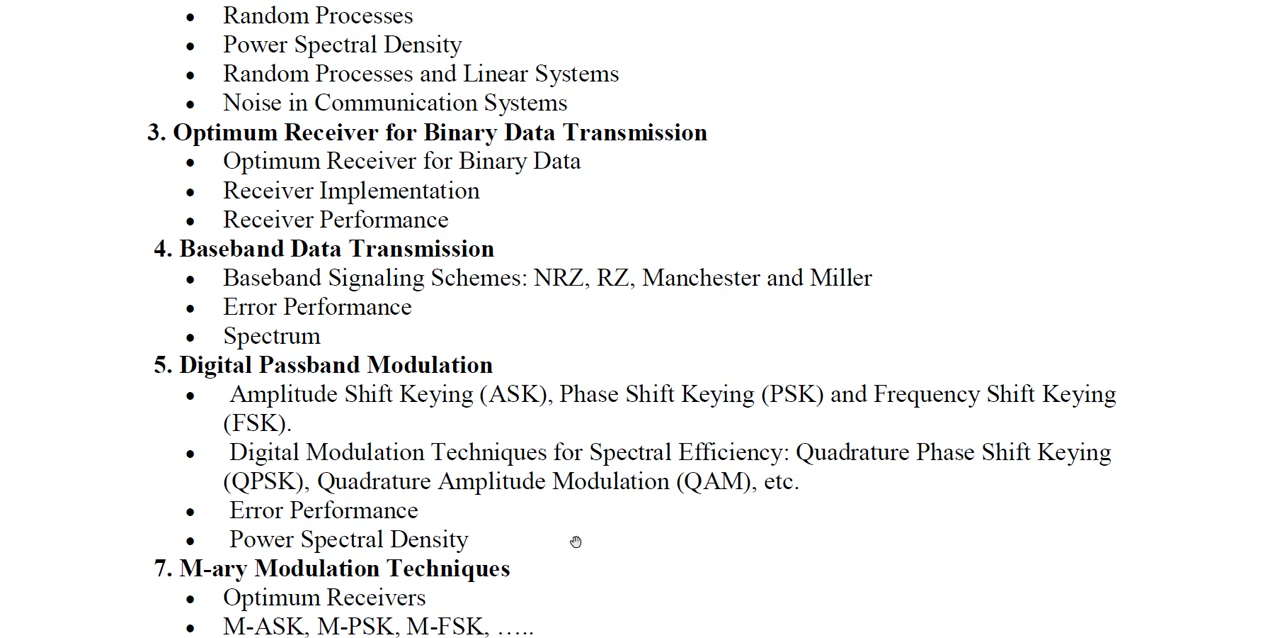 • Random Processes
• Power Spectral Density
• Random Processes and Linear Systems
• Noise in Communication Systems
3. Optimum Receiver for Binary Data Transmission
• Optimum Receiver for Binary Data
• Receiver Implementation
• Receiver Performance
4. Baseband Data Transmission
• Baseband Signaling Schemes: NRZ, RZ, Manchester and Miller
• Error Performance
• Spectrum
5. Digital Passband Modulation
• Amplitude Shift Keying (ASK), Phase Shift Keying (PSK) and Frequency Shift Keying
(FSK).
• Digital Modulation Techniques for Spectral Efficiency: Quadrature Phase Shift Keying
(QPSK), Quadrature Amplitude Modulation (QAM), etc.
• Error Performance
• Power Spectral Density
7. M-ary Modulation Techniques
• Optimum Receivers
• M-ASK, M-PSK, M-FSK, …..